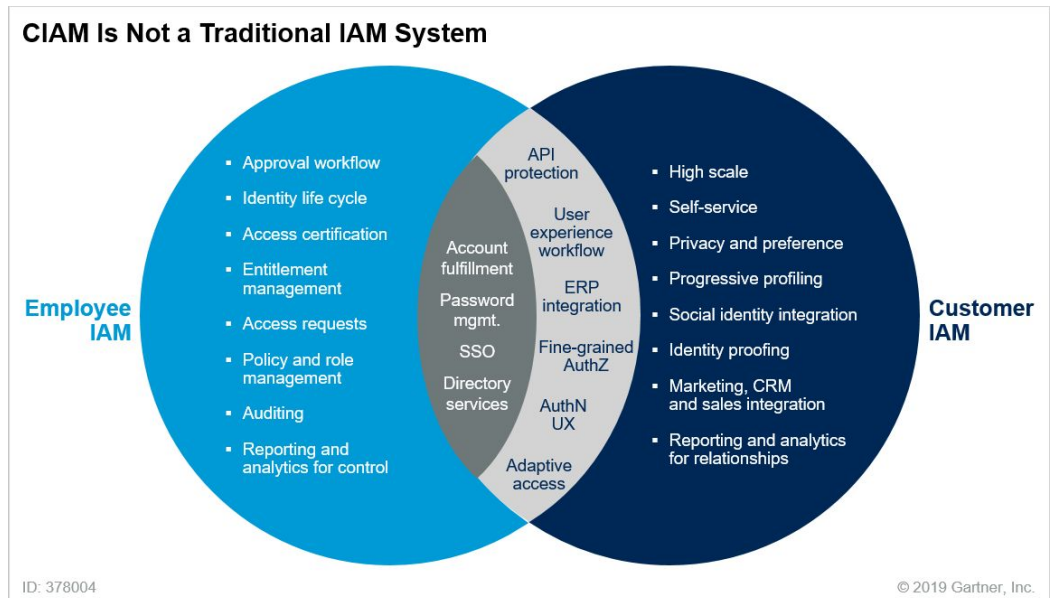 CIAM Is Not a Traditional IAM System
Employee
IAM
▪ Approval workflow
▪ Identity life cycle
▪ Access certification
▪ Entitlement
management
▪ Access requests
▪ Policy and role
management
▪ Auditing
▪ Reporting and
analytics for control
Account
fulfillment
Password
mgmt.
SSO
Directory
services
API
protection
User
experience
workflow
ERP
integration
Fine-grained
AuthZ
AuthN
UX
Adaptive
access
▪ High scale
▪ Self-service
▪ Privacy and preference
▪ Progressive profiling
▪ Social identity integration
▪ Identity proofing
▪ Marketing, CRM
and sales integration
▪ Reporting and analytics
for relationships
Customer
IAM
ID: 378004
© 2019 Gartner, Inc.